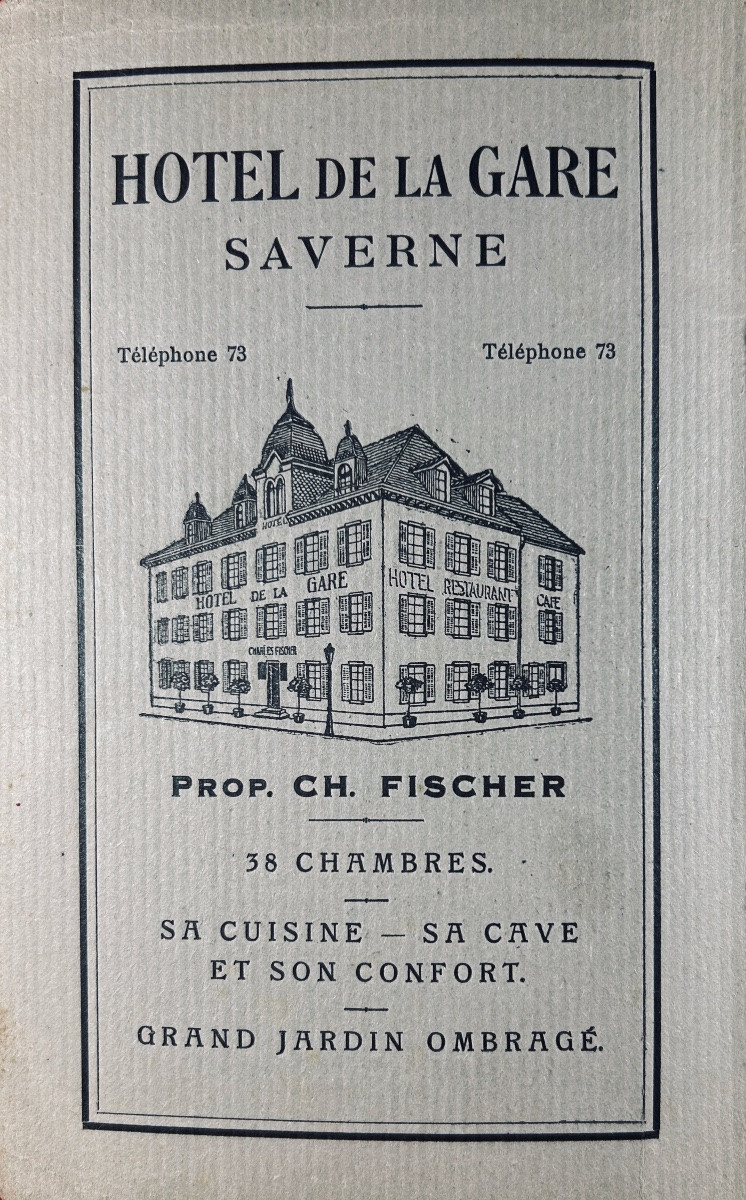 HOTEL DE LA GARE
SAVERNE
Téléphone 73
Téléphone 73
HOTEL
HOTEL DE LA GARE
HOTEL RESTAURANT
CAFE
CHARLES FISCHER
PROP. CH. FISCHER
38 CHAMBRES.
SA CUISINE — SA CAVE
ET SON CONFORT.
GRAND JARDIN OMBRAGÉ.